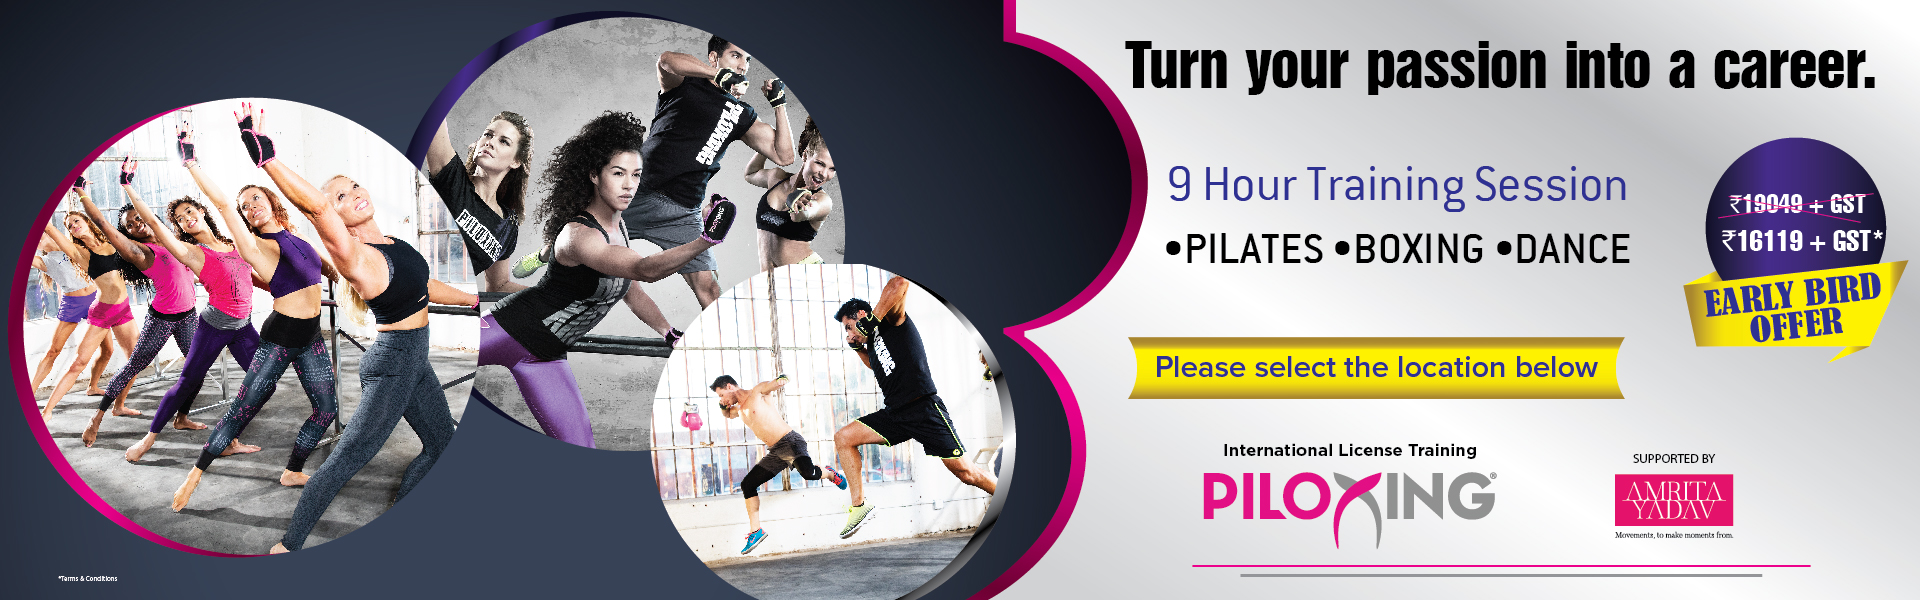 Turn your passion into a career.
9 Hour Training Session
•PILATES •BOXING •DANCE
₹19049 + GST
₹16119 + GST*
EARLY BIRD
OFFER
Please select the location below
International License Training
PILOXING®
SUPPORTED BY
AMRITA
YADAV
Movements, to make moments from.
*Terms & Conditions